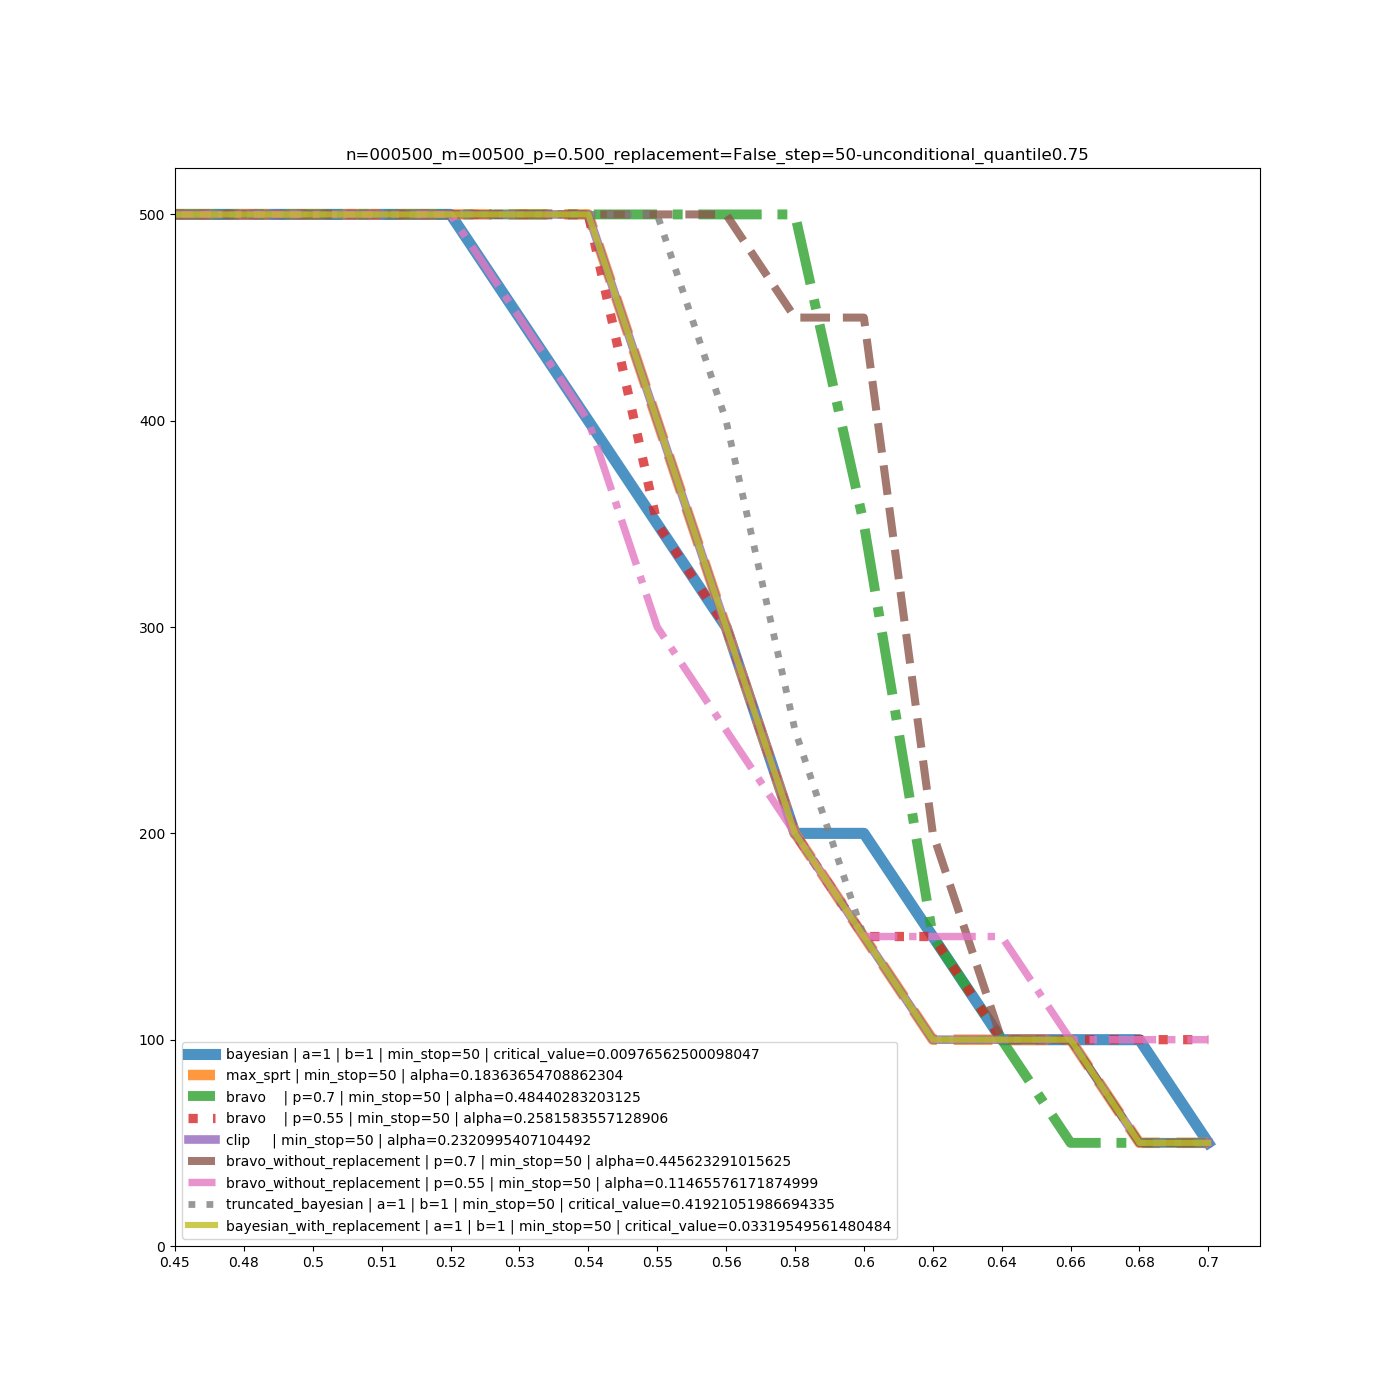 n=000500_m=00500_p=0.500_replacement=False_step=50-unconditional_quantile0.75
500
400
300
200
100
0
bayesian | a=1 | b=1 | min_stop=50 | critical_value=0.00976562500098047
max_sprt | min_stop=50 | alpha=0.18363654708862304
bravo | p=0.7 | min_stop=50 | alpha=0.48440283203125
bravo | p=0.55 | min_stop=50 | alpha=0.2581583557128906
clip | min_stop=50 | alpha=0.2320995407104492
bravo_without_replacement | p=0.7 | min_stop=50 | alpha=0.445623291015625
bravo_without_replacement | p=0.55 | min_stop=50 | alpha=0.11465576171874999
truncated_bayesian | a=1 | b=1 | min_stop=50 | critical_value=0.41921051986694335
bayesian_with_replacement | a=1 | b=1 | min_stop=50 | critical_value=0.03319549561480484
0.45 0.48 0.5 0.51 0.52 0.53 0.54 0.55 0.56 0.58 0.6 0.62 0.64 0.66 0.68 0.7